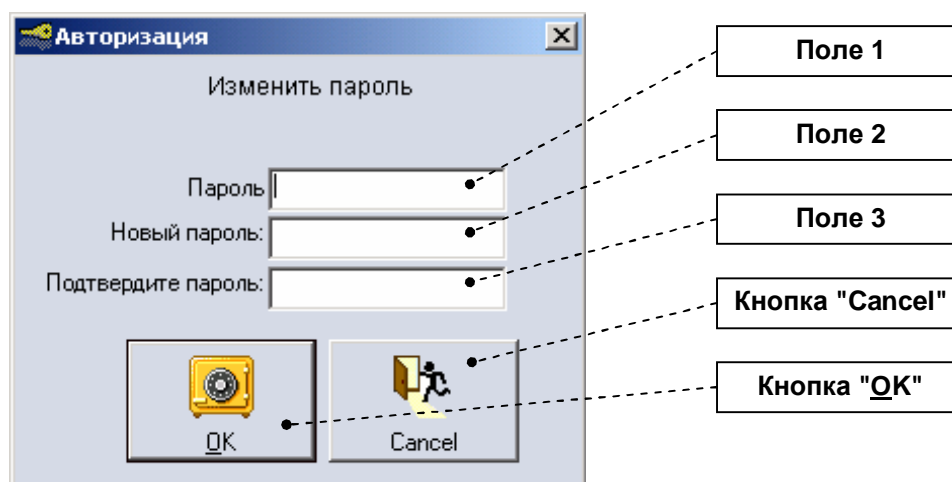 Авторизация
Изменить пароль
Пароль
Новый пароль:
Подтвердите пароль:
OK
Cancel
Поле 1
Поле 2
Поле 3
Кнопка "Cancel"
Кнопка "OK"